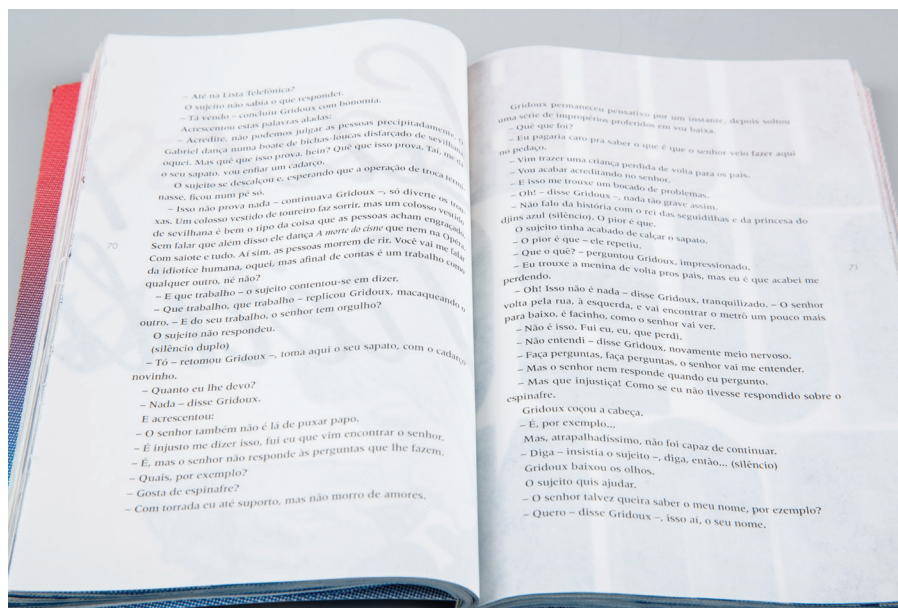 – Até na Lista Telefônica?
O sujeito não sabia o que responder.
– Tá vendo – concluiu Gridoux com bonomia.
Acrescentou estas palavras aladas:
– Acredite, não podemos julgar as pessoas precipitadamente. O
Gabriel dança numa boate de bichas-loucas disfarçado de sevilhana,
oquei. Mas quê que isso prova, hein? Quê que isso prova. Taí, me dá
o seu sapato, vou enfiar um cadarço.
O sujeito se descalçou e, esperando que a operação de troca termi-
nasse, ficou num pé só.
– Isso não prova nada – continuava Gridoux –, só diverte os trou-
xas. Um colosso vestido de toureiro faz sorrir, mas um colosso vestido
de sevilhana é bem o tipo da coisa que as pessoas acham engraçado.
Sem falar que além disso ele dança A morte do cisne que nem na Opéra.
Com saiote e tudo. Aí sim, as pessoas morrem de rir. Você vai me falar
da idiotice humana, oquei, mas afinal de contas é um trabalho como
qualquer outro, né não?
– E que trabalho – o sujeito contentou-se em dizer.
– Que trabalho, que trabalho – replicou Gridoux, macaqueando o
outro. – E do seu trabalho, o senhor tem orgulho?
O sujeito não respondeu.
(silêncio duplo)
– Tó – retomou Gridoux –, toma aqui o seu sapato, com o cadarço
novinho.
– Quanto eu lhe devo?
– Nada – disse Gridoux.
E acrescentou:
– O senhor também não é lá de puxar papo.
– É injusto me dizer isso, fui eu que vim encontrar o senhor.
– É, mas o senhor não responde às perguntas que lhe fazem.
– Quais, por exemplo?
– Gosta de espinafre?
– Com torrada eu até suporto, mas não morro de amores.
70
Gridoux permaneceu pensativo por um instante, depois soltou
uma série de impropérios proferidos em voz baixa.
– Quê que foi?
– Eu pagaria caro pra saber o que é que o senhor veio fazer aqui
no pedaço.
– Vim trazer uma criança perdida de volta para os pais.
– Vou acabar acreditando no senhor.
– E isso me trouxe um bocado de problemas.
– Oh! – disse Gridoux –, nada tão grave assim.
– Não falo da história com o rei das seguidilhas e da princesa do
djins azul (silêncio). O pior é que.
O sujeito tinha acabado de calçar o sapato.
– O pior é que – ele repetiu.
– Que o quê? – perguntou Gridoux, impressionado.
– Eu trouxe a menina de volta pros pais, mas eu é que acabei me
perdendo.
– Oh! Isso não é nada – disse Gridoux, tranquilizado. – O senhor
volta pela rua, à esquerda, e vai encontrar o metrô um pouco mais
para baixo, é facinho, como o senhor vai ver.
– Não é isso. Fui eu, eu, que perdi.
– Não entendi – disse Gridoux, novamente meio nervoso.
– Faça perguntas, faça perguntas, o senhor vai me entender.
– Mas o senhor nem responde quando eu pergunto.
– Mas que injustiça! Como se eu não tivesse respondido sobre o
espinafre.
Gridoux coçou a cabeça.
– É, por exemplo...
Mas, atrapalhadíssimo, não foi capaz de continuar.
– Diga – insistia o sujeito –, diga, então... (silêncio)
Gridoux baixou os olhos.
O sujeito quis ajudar.
– O senhor talvez queira saber o meu nome, por ezemplo?
– Quero – disse Gridoux –, isso aí, o seu nome.
71